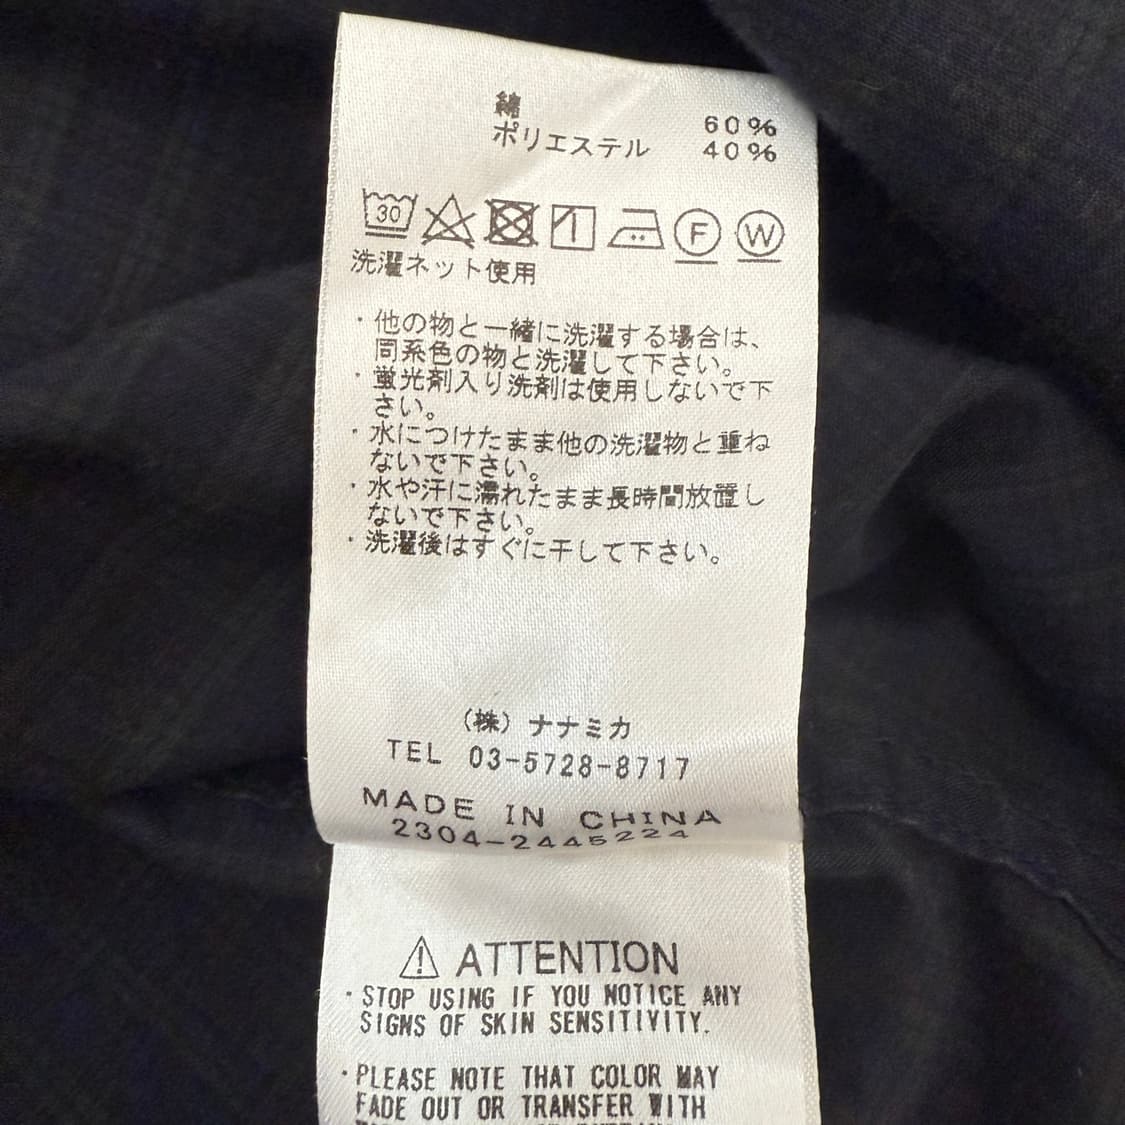 綿 60%
ポリエステル 40%
30 F W
洗濯ネット使用
・他の物と一緒に洗濯する場合は、
同系色の物と洗濯して下さい。
・蛍光剤入り洗剤は使用しないで下
さい。
・水につけたまま他の洗濯物と重ね
ないで下さい。
・水や汗に濡れたまま長時間放置し
ないで下さい。
・洗濯後はすぐに干して下さい。
(株) ナナミカ
TEL 03-5728-8717
MADE IN CHINA
2304-2445224
ATTENTION
・STOP USING IF YOU NOTICE ANY
SIGNS OF SKIN SENSITIVITY.
・PLEASE NOTE THAT COLOR MAY
FADE OUT OR TRANSFER WITH